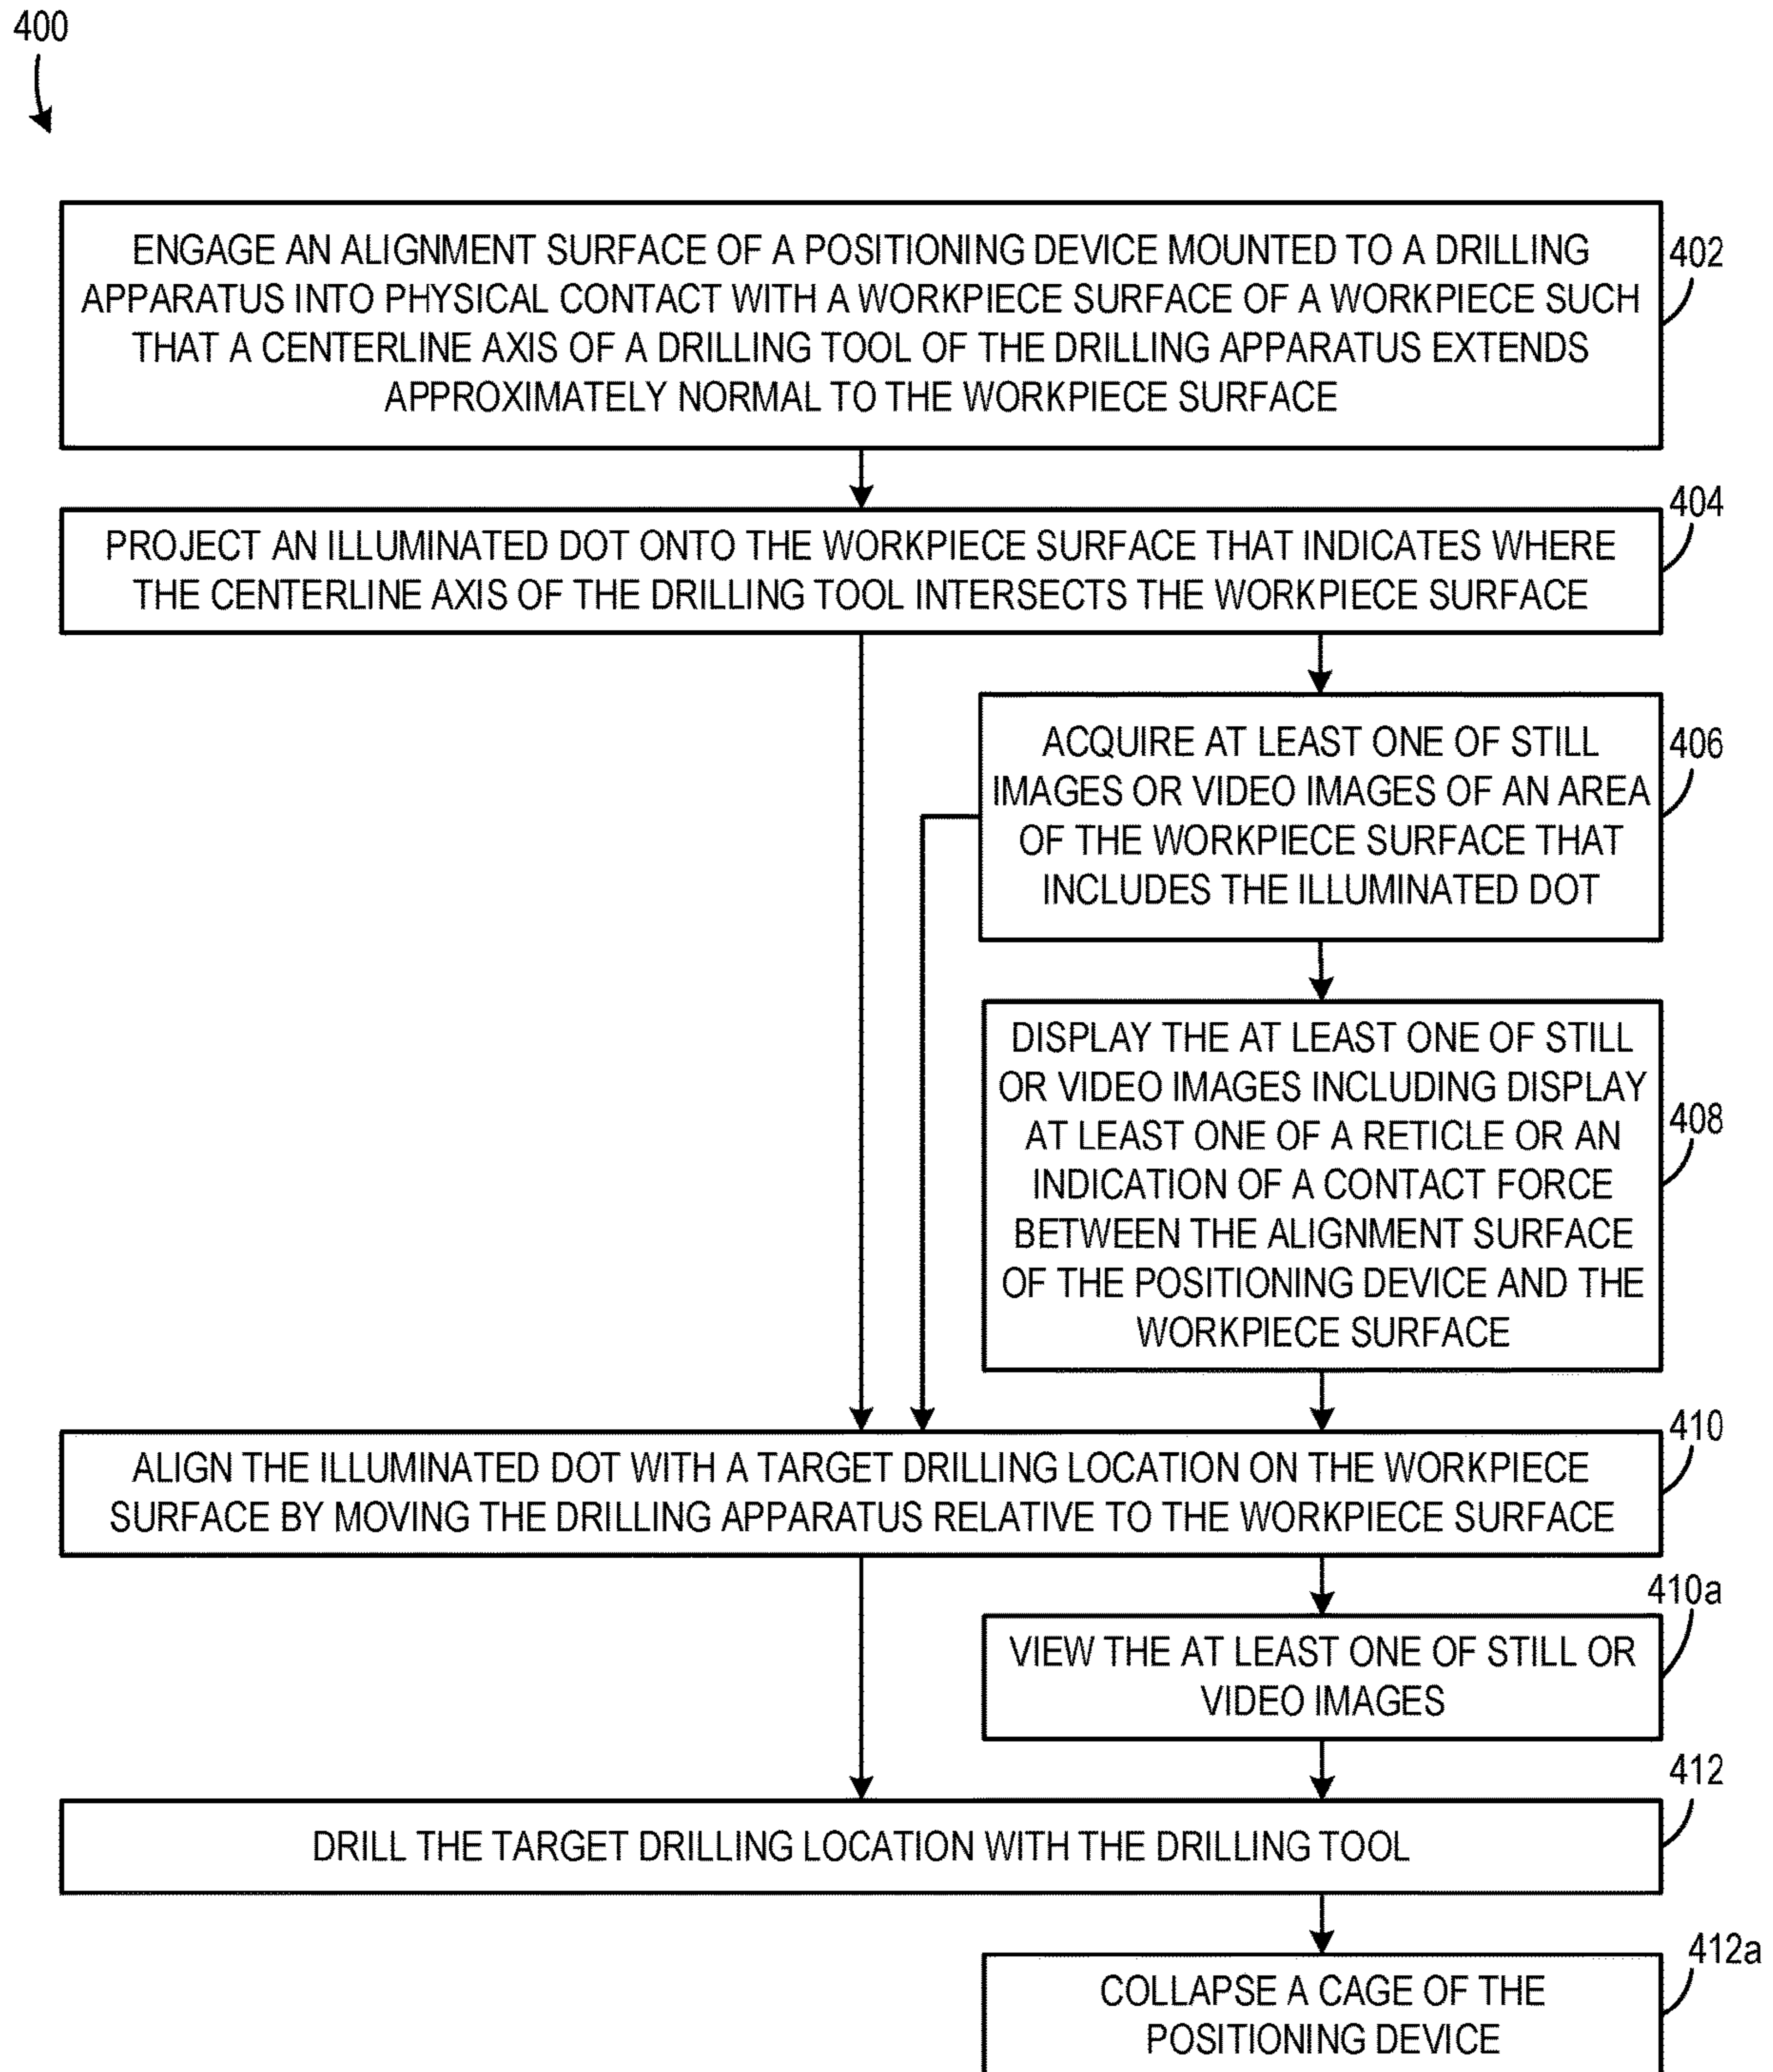 400
ENGAGE AN ALIGNMENT SURFACE OF A POSITIONING DEVICE MOUNTED TO A DRILLING
APPARATUS INTO PHYSICAL CONTACT WITH A WORKPIECE SURFACE OF A WORKPIECE SUCH
THAT A CENTERLINE AXIS OF A DRILLING TOOL OF THE DRILLING APPARATUS EXTENDS
APPROXIMATELY NORMAL TO THE WORKPIECE SURFACE
402
PROJECT AN ILLUMINATED DOT ONTO THE WORKPIECE SURFACE THAT INDICATES WHERE
THE CENTERLINE AXIS OF THE DRILLING TOOL INTERSECTS THE WORKPIECE SURFACE
404
ACQUIRE AT LEAST ONE OF STILL
IMAGES OR VIDEO IMAGES OF AN AREA
OF THE WORKPIECE SURFACE THAT
INCLUDES THE ILLUMINATED DOT
406
DISPLAY THE AT LEAST ONE OF STILL
OR VIDEO IMAGES INCLUDING DISPLAY
AT LEAST ONE OF A RETICLE OR AN
INDICATION OF A CONTACT FORCE
BETWEEN THE ALIGNMENT SURFACE
OF THE POSITIONING DEVICE AND THE
WORKPIECE SURFACE
408
ALIGN THE ILLUMINATED DOT WITH A TARGET DRILLING LOCATION ON THE WORKPIECE
SURFACE BY MOVING THE DRILLING APPARATUS RELATIVE TO THE WORKPIECE SURFACE
410
VIEW THE AT LEAST ONE OF STILL OR
VIDEO IMAGES
410a
DRILL THE TARGET DRILLING LOCATION WITH THE DRILLING TOOL
412
COLLAPSE A CAGE OF THE
POSITIONING DEVICE
412a